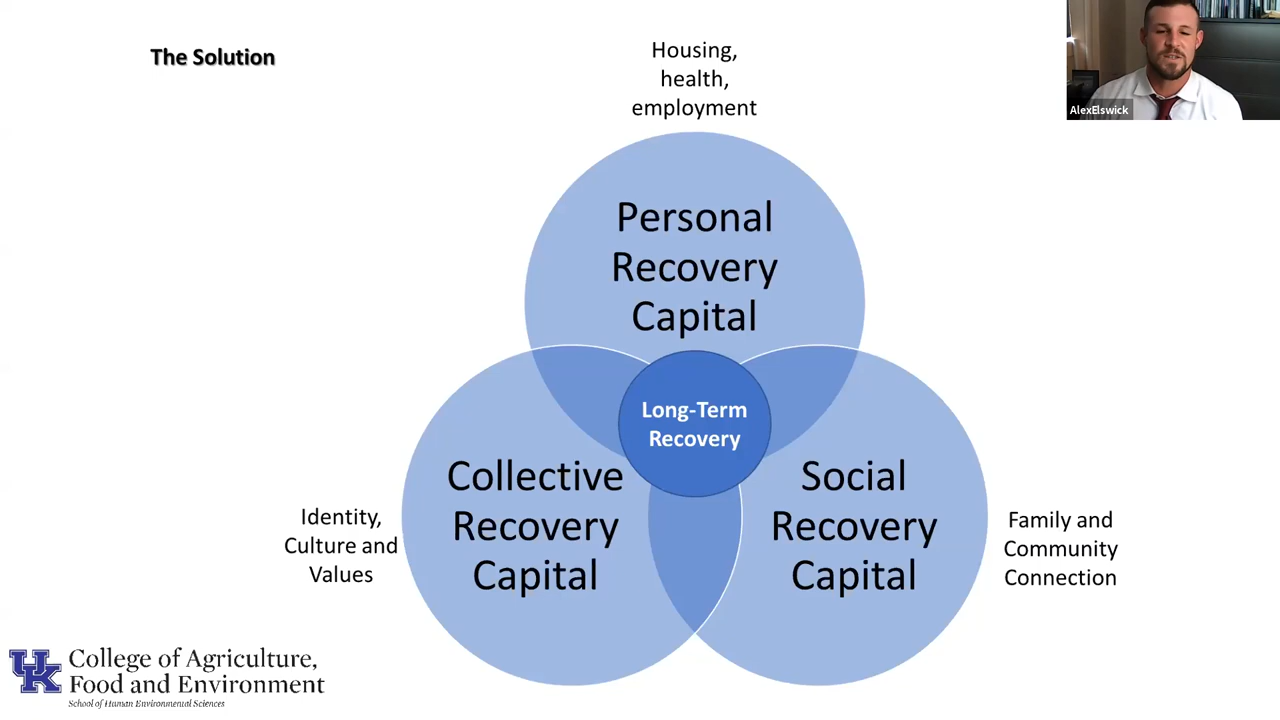 The Solution
Housing,
health,
employment
AlexElswick
Personal
Recovery
Capital
Long-Term
Recovery
Collective
Recovery
Capital
Social
Recovery
Capital
Identity,
Culture and
Values
Family and
Community
Connection
UK
College of Agriculture,
Food and Environment
School of Human Environmental Sciences